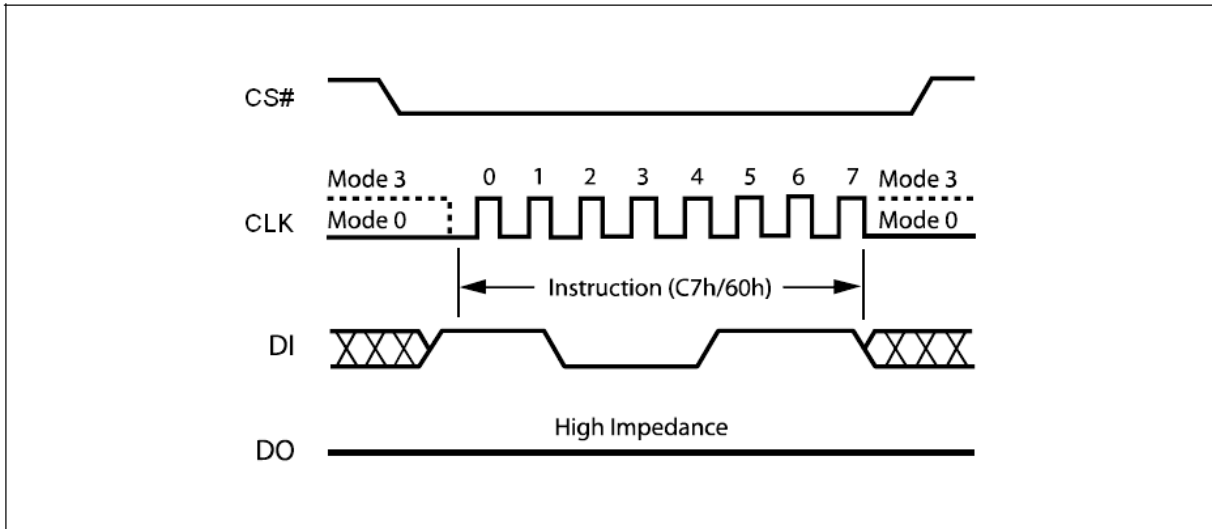 CS#
Mode 3 0 1 2 3 4 5 6 7 Mode 3
CLK Mode 0 Mode 0
Instruction (C7h/60h)
DI
High Impedance
DO